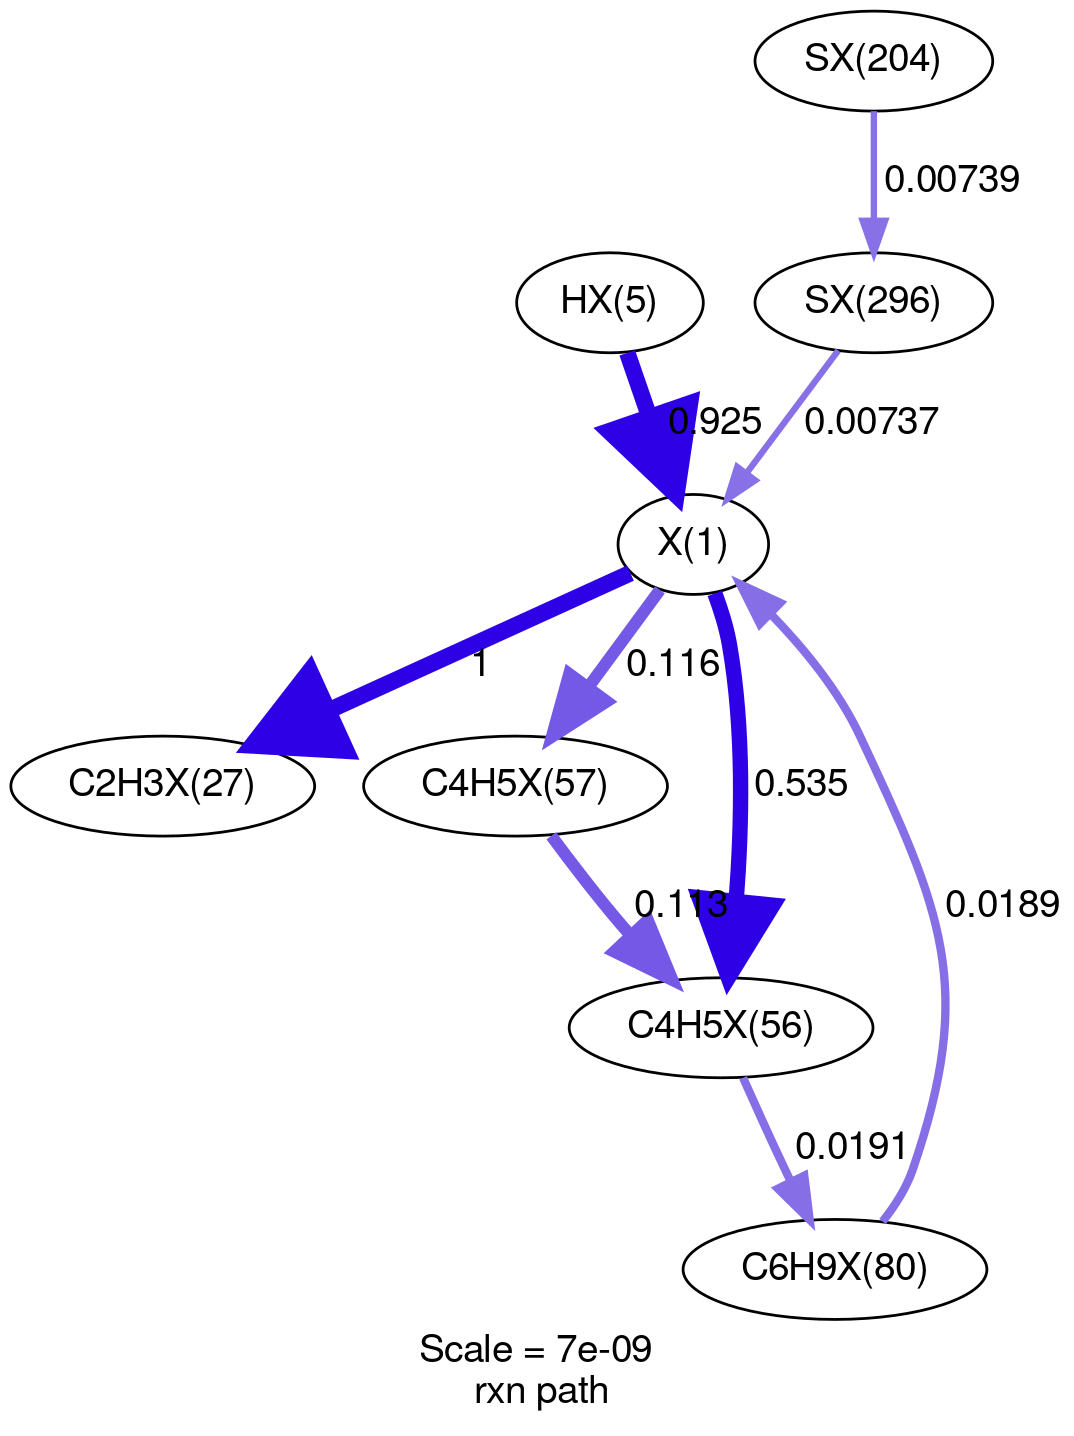 SX(204)
0.00739
HX(5)
SX(296)
0.925
0.00737
X(1)
1
0.116
C2H3X(27)
C4H5X(57)
0.535
0.113
0.0189
C4H5X(56)
0.0191
C6H9X(80)
Scale = 7e-09
rxn path